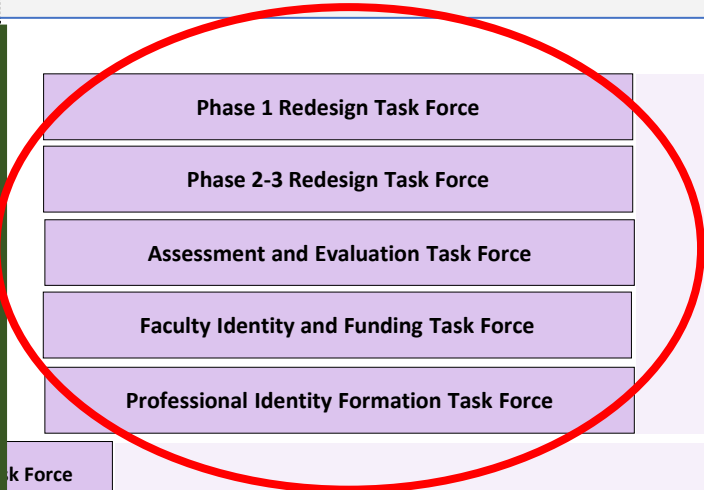 Phase 1 Redesign Task Force
Phase 2-3 Redesign Task Force
Assessment and Evaluation Task Force
Faculty Identity and Funding Task Force
Professional Identity Formation Task Force
Force